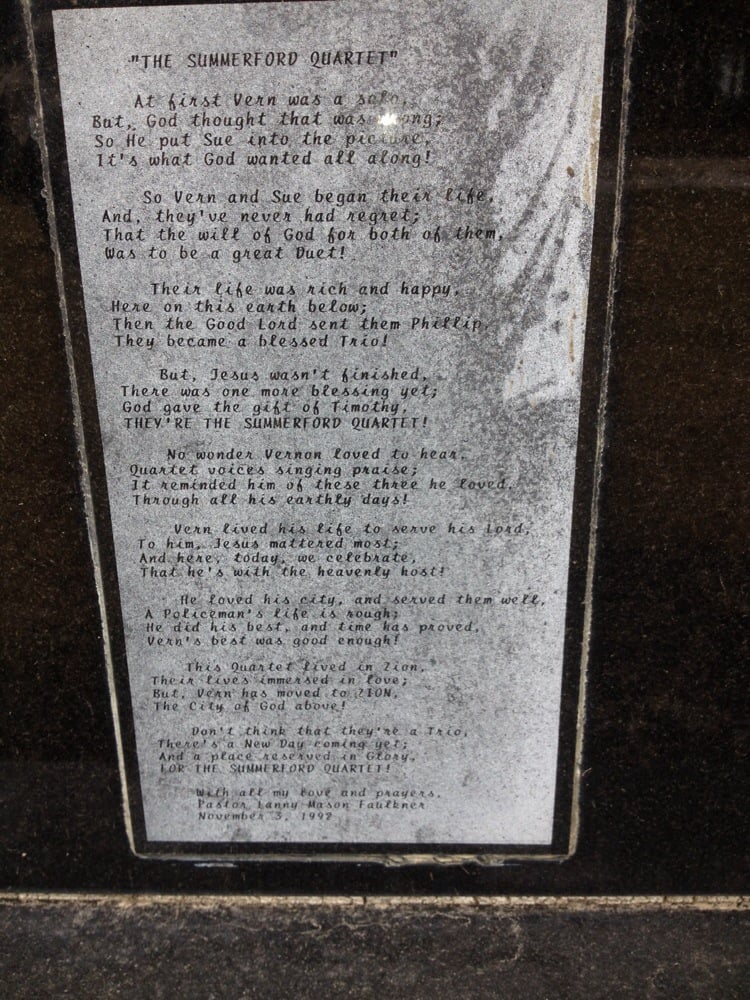 "THE SUMMERFORD QUARTET"
At first Vern was a solo,
But, God thought that was wrong;
So He put Sue into the picture,
It's what God wanted all along!
So Vern and Sue began their life,
And, they've never had regret;
That the will of God for both of them,
Was to be a great Duet!
Their life was rich and happy,
Here on this earth below;
Then the Good Lord sent them Phillip,
They became a blessed Trio!
But, Jesus wasn't finished,
There was one more blessing yet;
God gave the gift of Timothy,
THEY'RE THE SUMMERFORD QUARTET!
No wonder Vernon loved to hear,
Quartet voices singing praise;
It reminded him of these three he loved,
Through all his earthly days!
Vern lived his life to serve his Lord,
To him, Jesus mattered most;
And here, today, we celebrate,
That he's with the heavenly host!
He loved his city, and served them well,
A Policeman's life is rough;
He did his best, and time has proved,
Vern's best was good enough!
This Quartet lived in Zion,
Their lives immersed in love;
But, Vern has moved to ZION,
The City of God above!
Don't think that they're a Trio,
There's a New Day coming yet;
And a place reserved in Glory,
FOR THE SUMMERFORD QUARTET!
With all my love and prayers,
Pastor Lanny Mason Faulkner
November 3, 1992